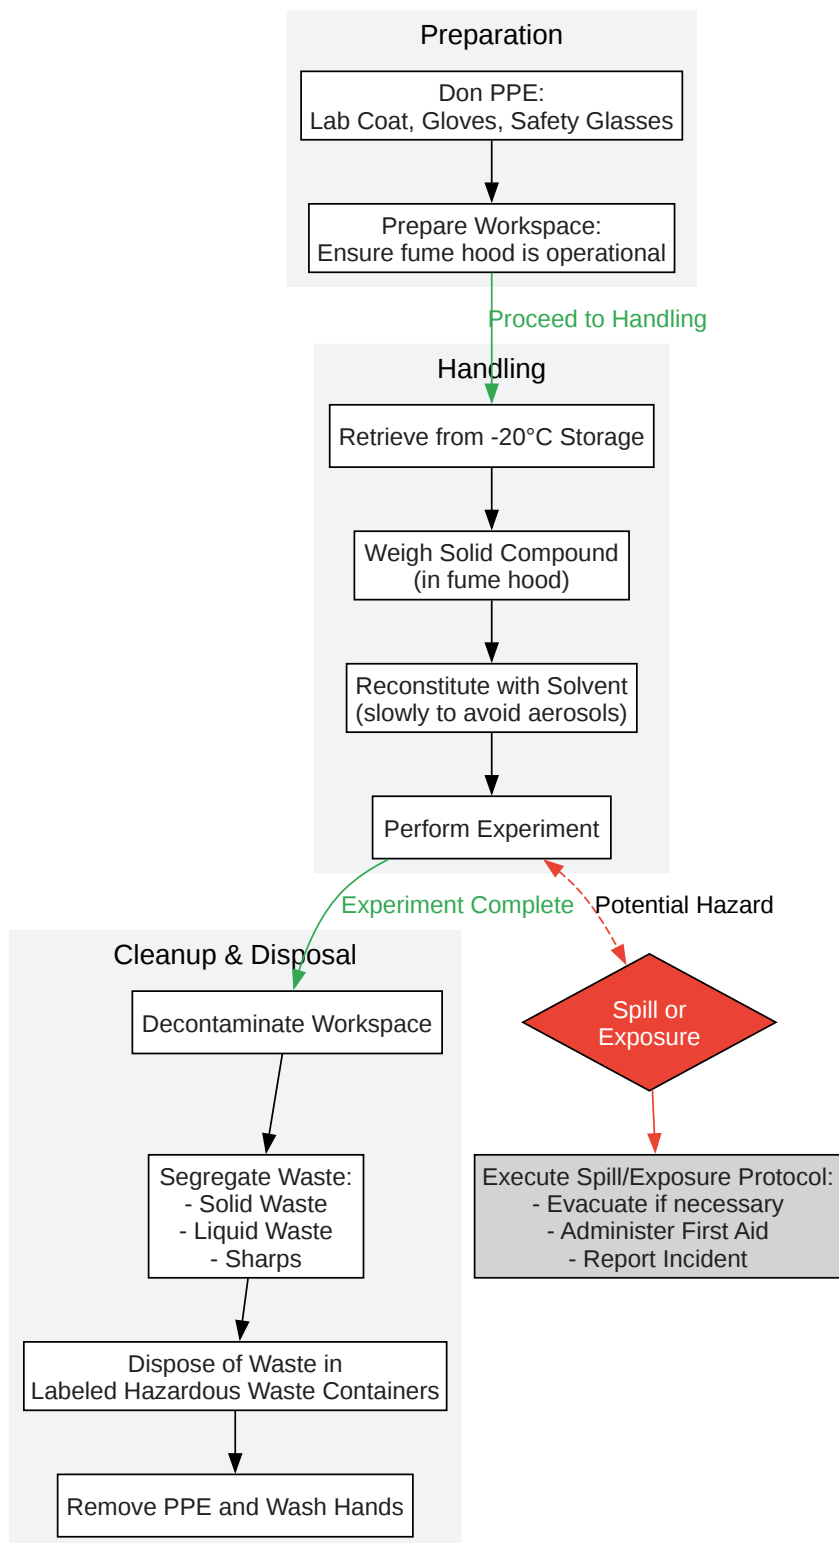 Preparation
Don PPE:
Lab Coat, Gloves, Safety Glasses
Prepare Workspace:
Ensure fume hood is operational
Proceed to Handling
Handling
Retrieve from -20°C Storage
Weigh Solid Compound
(in fume hood)
Reconstitute with Solvent
(slowly to avoid aerosols)
Perform Experiment
Experiment Complete
Potential Hazard
Cleanup & Disposal
Decontaminate Workspace
Spill or
Exposure
Segregate Waste:
- Solid Waste
- Liquid Waste
- Sharps
Execute Spill/Exposure Protocol:
- Evacuate if necessary
- Administer First Aid
- Report Incident
Dispose of Waste in
Labeled Hazardous Waste Containers
Remove PPE and Wash Hands